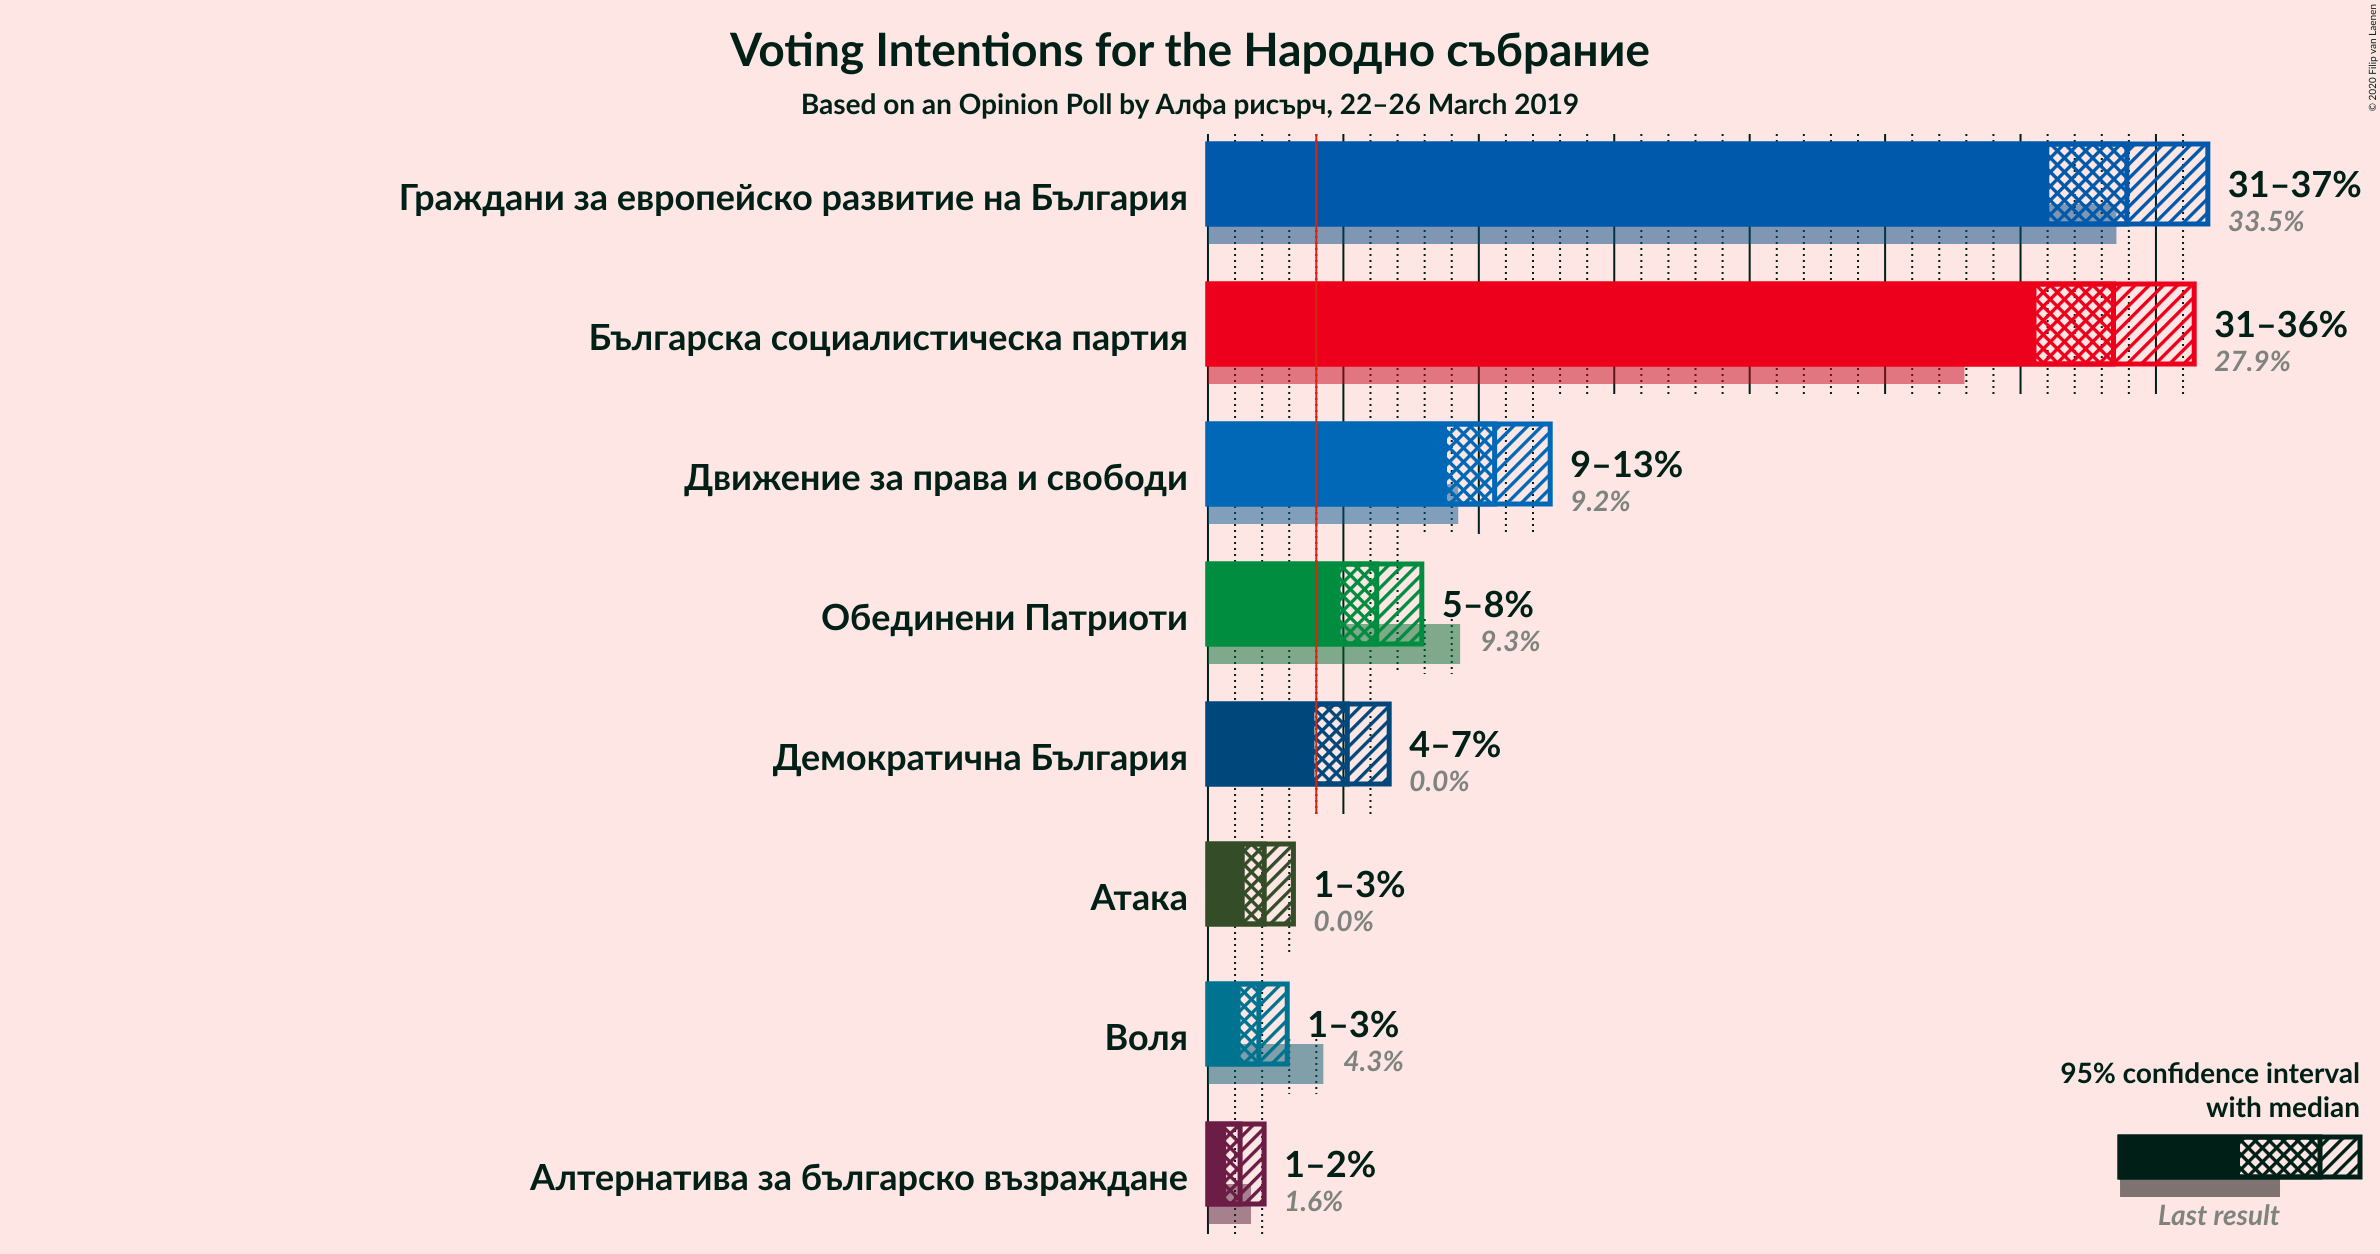 Voting Intentions for the Народно събрание
Based on an Opinion Poll by Алфа рисърч, 22–26 March 2019
© 2020 Filip van Laenen
Граждани за европейско развитие на България
31–37%
33.5%
Българска социалистическа партия
31–36%
27.9%
Движение за права и свободи
9–13%
9.2%
Обединени Патриоти
5–8%
9.3%
Демократична България
4–7%
0.0%
Атака
1–3%
0.0%
Воля
1–3%
4.3%
Алтернатива за българско възраждане
1–2%
1.6%
95% confidence interval
with median
Last result